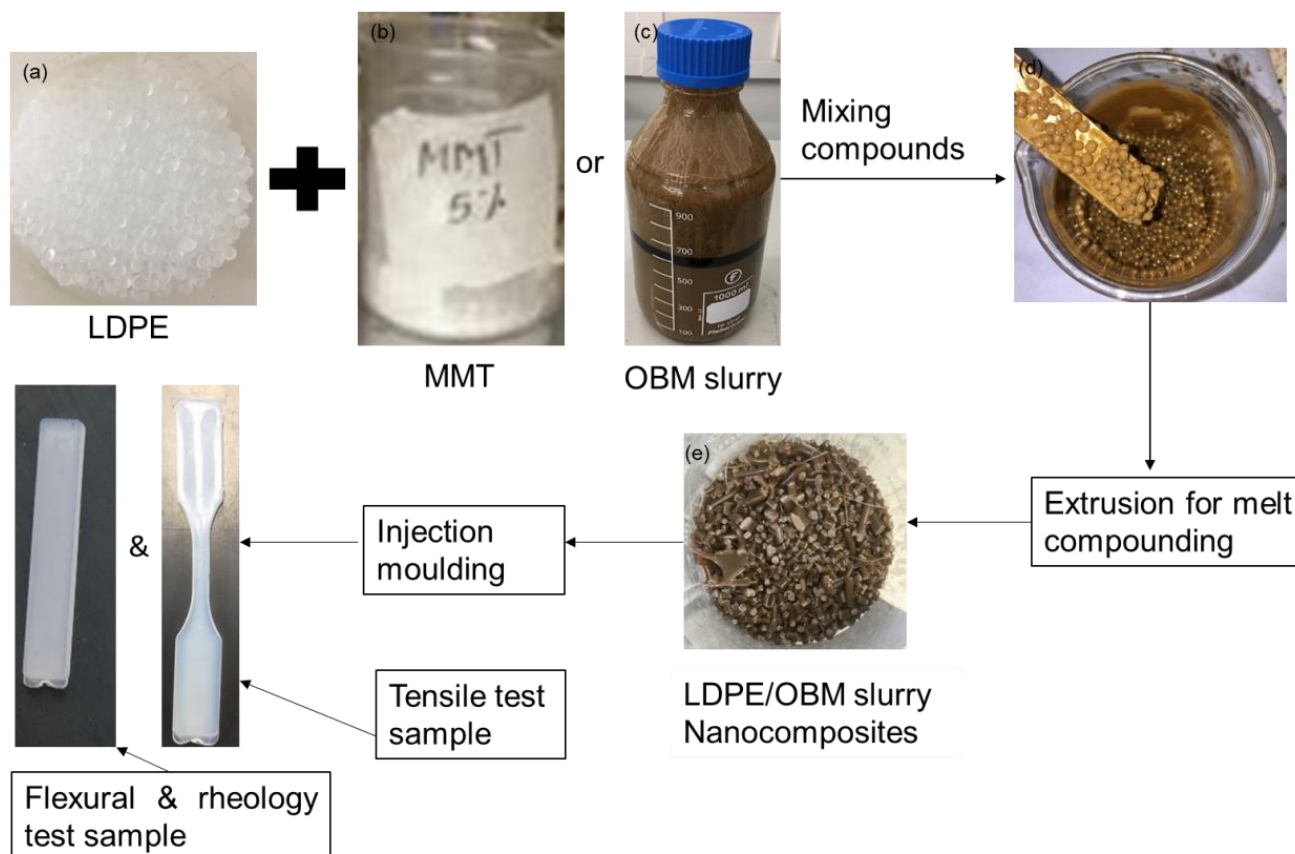 (a)
LDPE
(b)
MMT
5%
MMT
or
(c)
900
700
500
300
100
F
1000 ml
OBM slurry
Mixing
compounds
(d)
Extrusion for melt
compounding
(e)
LDPE/OBM slurry
Nanocomposites
Injection
moulding
&
Tensile test
sample
Flexural & rheology
test sample